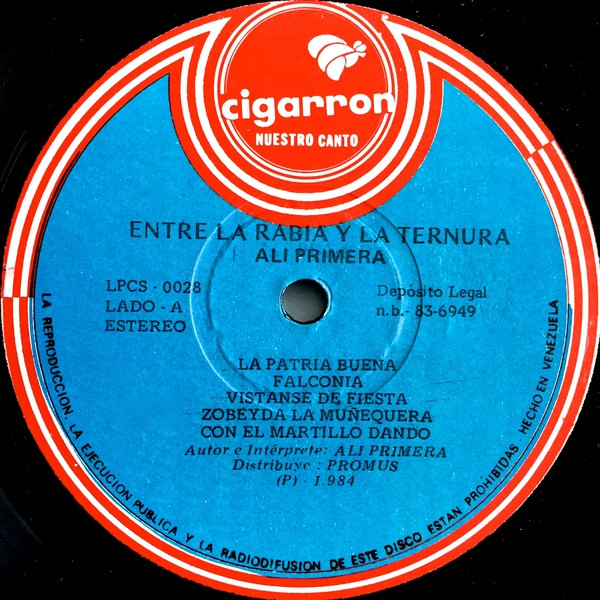 cigarron
NUESTRO CANTO
ENTRE LA RABIA Y LA TERNURA
ALI PRIMERA
LPCS - 0028
LADO - A
ESTEREO
Depósito Legal
n.b.- 83-6949
LA PATRIA BUENA
FALCONIA
VISTANSE DE FIESTA
ZOBEYDA LA MUÑEQUERA
CON EL MARTILLO DANDO
Autor e Intérprete: ALI PRIMERA
Distribuye : PROMUS
(P) - 1.984
LA REPRODUCCION, LA EJECUCION PUBLICA Y LA RADIODIFUSION DE ESTE DISCO ESTAN PROHIBIDAS HECHO EN VENEZUELA